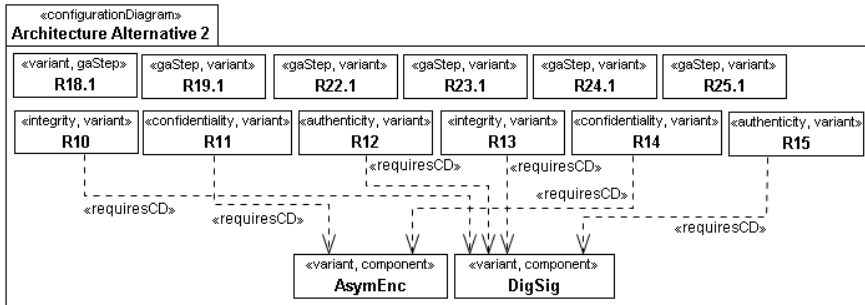 «configurationDiagram»
Architecture Alternative 2
«variant, gaStep»
R18.1
«gaStep, variant»
R19.1
«gaStep, variant»
R22.1
«gaStep, variant»
R23.1
«gaStep, variant»
R24.1
«gaStep, variant»
R25.1
«integrity, variant»
R10
«confidentiality, variant»
R11
«authenticity, variant»
R12
«integrity, variant»
R13
«confidentiality, variant»
R14
«authenticity, variant»
R15
«requiresCD»
«requiresCD»
«requiresCD»
«requiresCD»
«requiresCD»
«requiresCD»
«variant, component»
AsymEnc
«variant, component»
DigSig